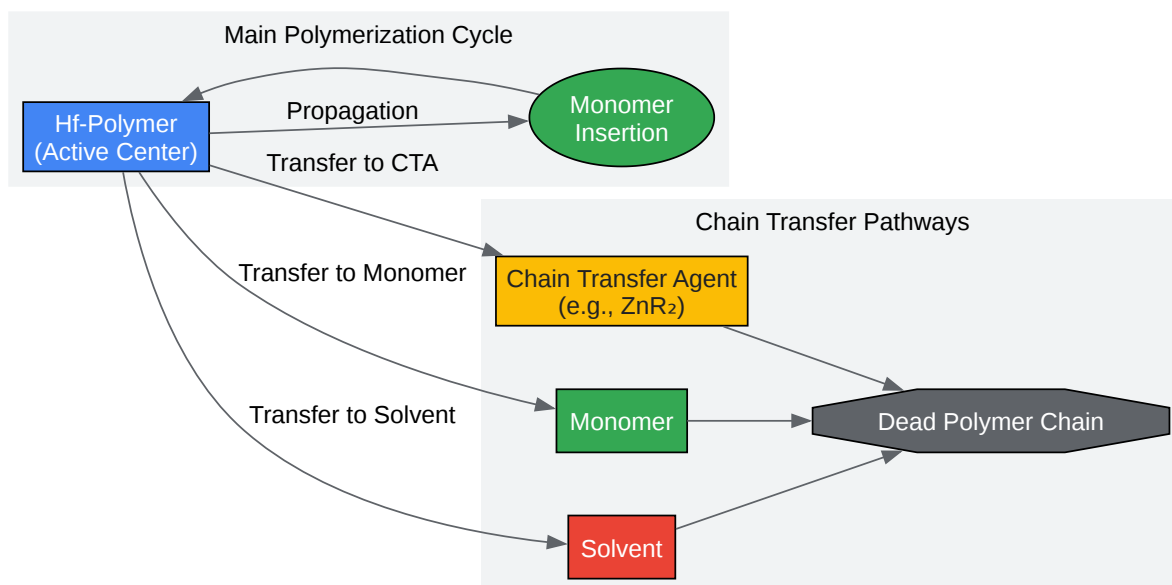 Main Polymerization Cycle
Hf-Polymer
(Active Center)
Propagation
Monomer
Insertion
Transfer to CTA
Chain Transfer Pathways
Transfer to Monomer
Chain Transfer Agent
(e.g., ZnR₂)
Transfer to Solvent
Monomer
Dead Polymer Chain
Solvent